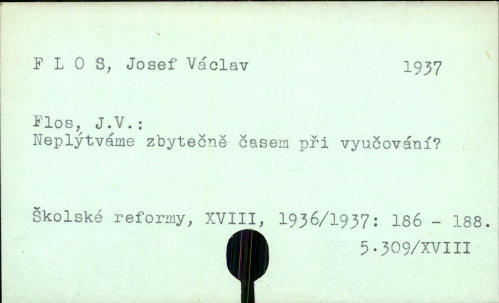 F L O S, Josef Václav 1937
Flos, J.V.:
Neplýtváme zbytečně časem při vyučování?
Školské reformy, XVIII, 1936/1937: 186 - 188.
5.309/XVIII